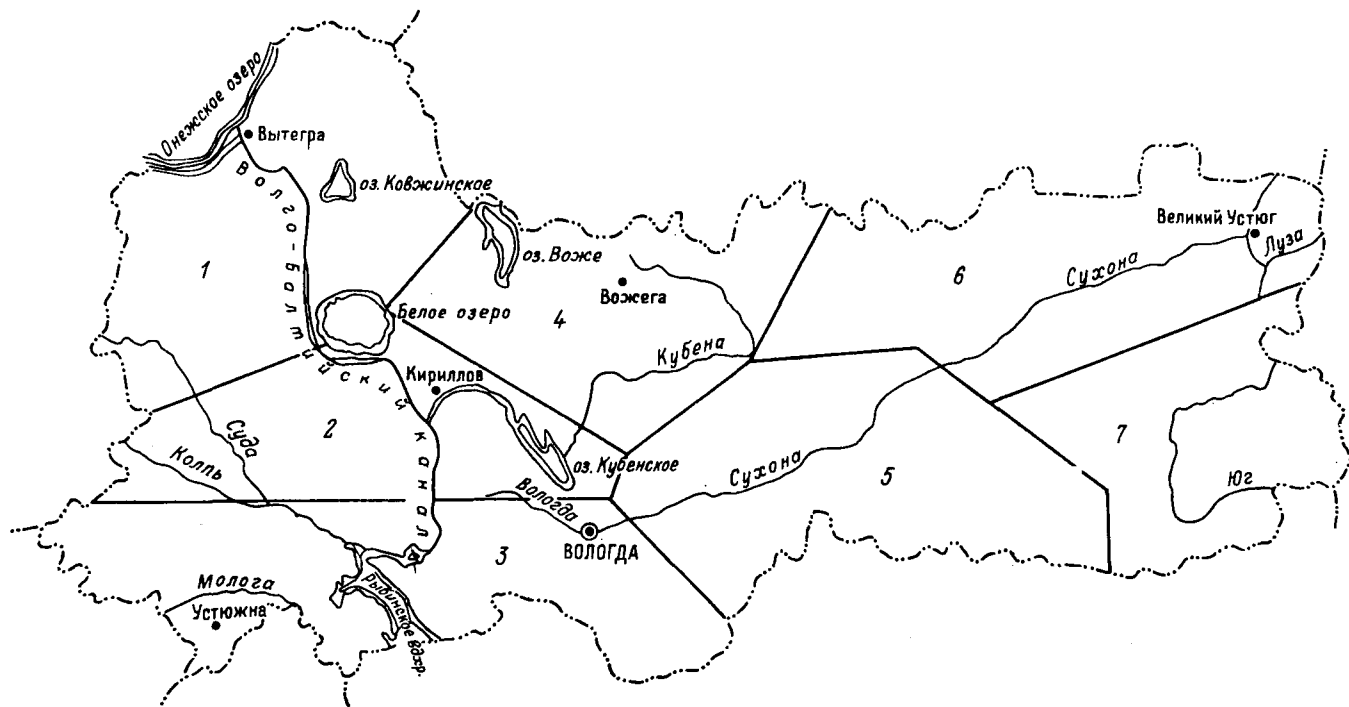 Онежское озеро
Вытегра
Волго-балтийский канал
оз. Ковжинское
оз. Воже
Великий Устюг
Луза
Сухона
1
6
Вожега
Белое озеро
4
Кубена
Кириллов
2
Суда
Колпь
оз. Кубенское
7
Сухона
5
Юг
Вологда
ВОЛОГДА
3
Молога
Устюжна
Рыбинское вдхр.